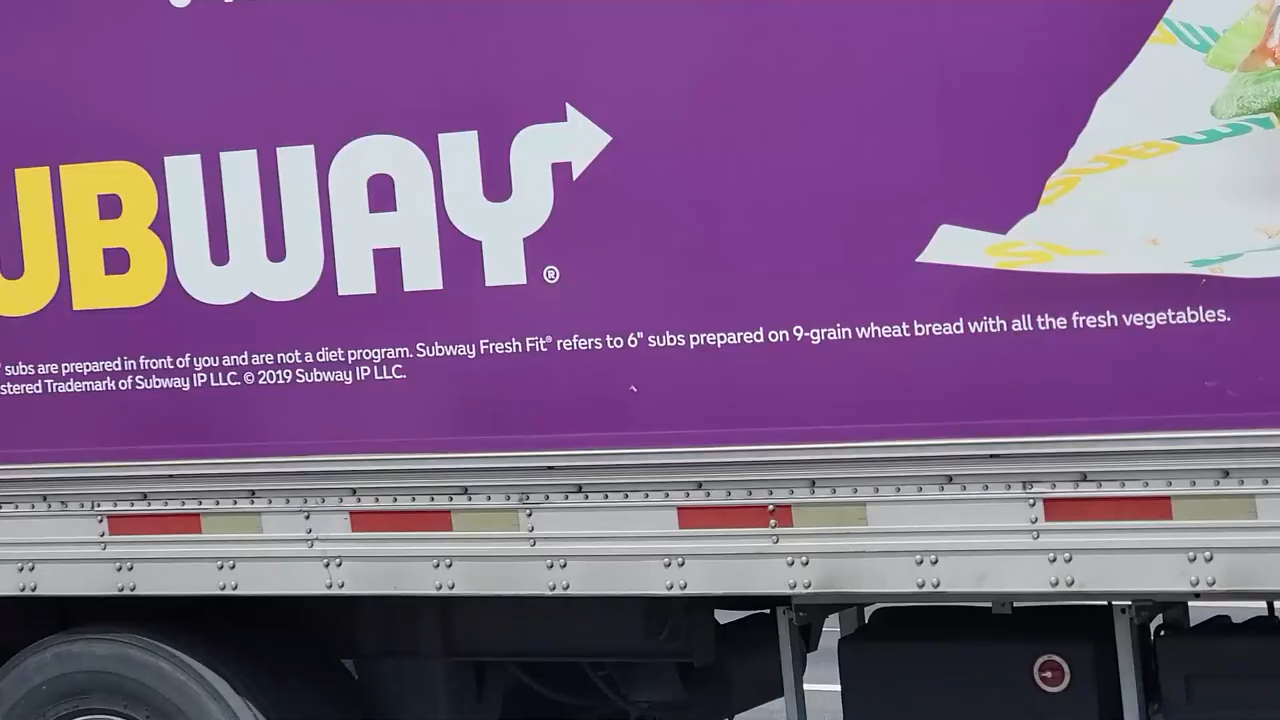 UBWAY®
" subs are prepared in front of you and are not a diet program. Subway Fresh Fit® refers to 6" subs prepared on 9-grain wheat bread with all the fresh vegetables.
stered Trademark of Subway IP LLC. © 2019 Subway IP LLC.
SUBW